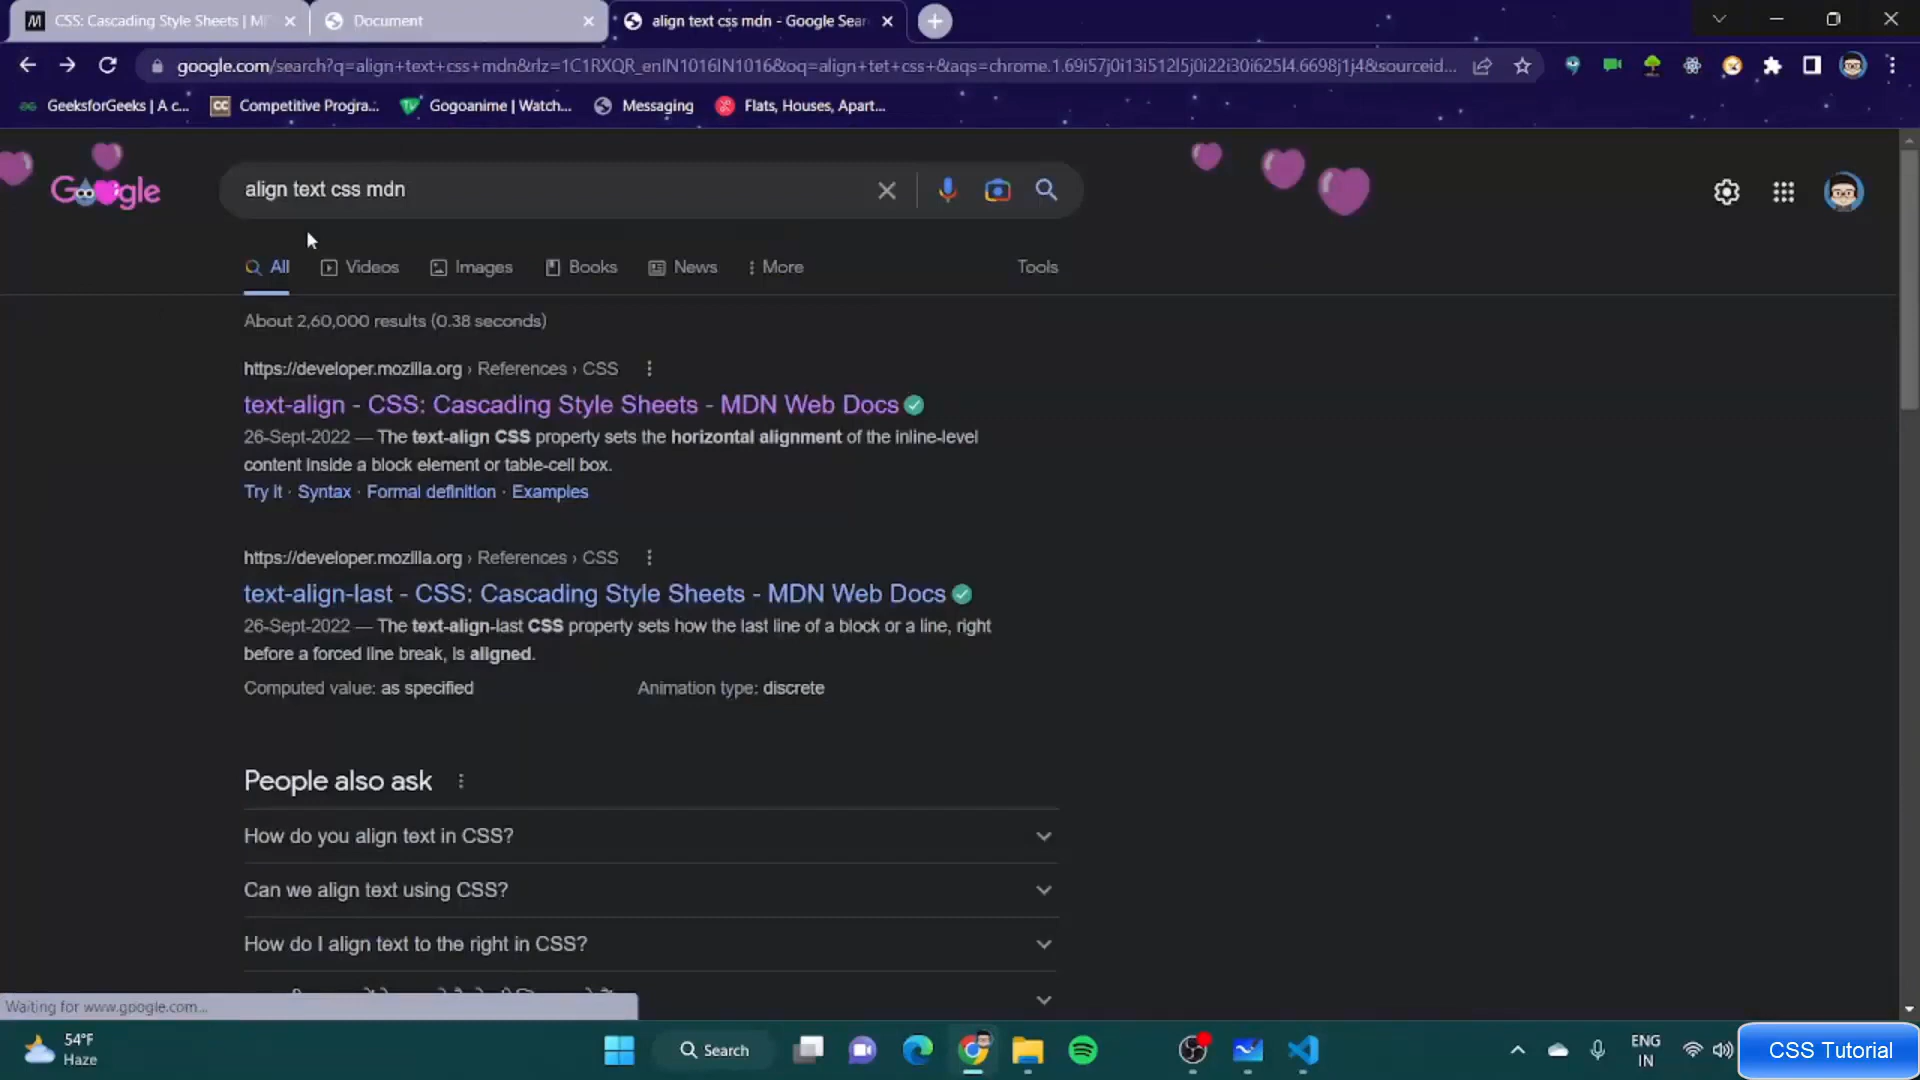 CSS: Cascading Style Sheets | M
Document
align text css mdn - Google Sear
google.com/search?q=align+text+css+mdn&rlz=1C1RXQR_enIN1016IN1016&oq=align+tet+css+&aqs=chrome.1.69i57j0i13i512l5j0i22i30i625l4.6698j1j4&sourceid...
GeeksforGeeks | A c...
CC
Competitive Progra...
Gogoanime | Watch...
Messaging
Flats, Houses, Apart...
Google
align text css mdn
All
Videos
Images
Books
News
More
Tools
About 2,60,000 results (0.38 seconds)
https://developer.mozilla.org › References › CSS
text-align - CSS: Cascading Style Sheets - MDN Web Docs
26-Sept-2022 — The text-align CSS property sets the horizontal alignment of the inline-level
content inside a block element or table-cell box.
Try it · Syntax · Formal definition · Examples
https://developer.mozilla.org › References › CSS
text-align-last - CSS: Cascading Style Sheets - MDN Web Docs
26-Sept-2022 — The text-align-last CSS property sets how the last line of a block or a line, right
before a forced line break, is aligned.
Computed value: as specified
Animation type: discrete
People also ask
How do you align text in CSS?
Can we align text using CSS?
How do I align text to the right in CSS?
Waiting for www.google.com...
54°F
Haze
Search
ENG
IN
CSS Tutorial